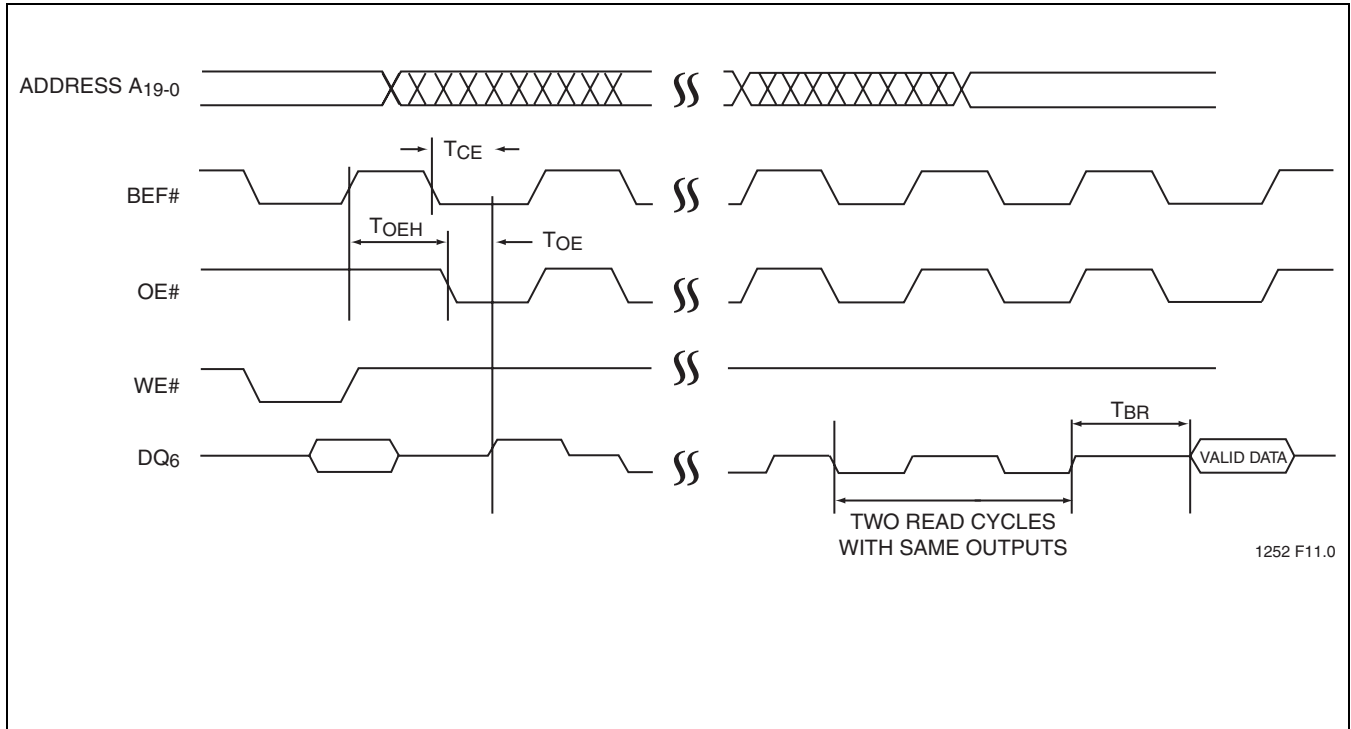 ADDRESS A19-0
TCE
BEF#
TOEH
TOE
OE#
WE#
TBR
DQ6
VALID DATA
TWO READ CYCLES
WITH SAME OUTPUTS
1252 F11.0